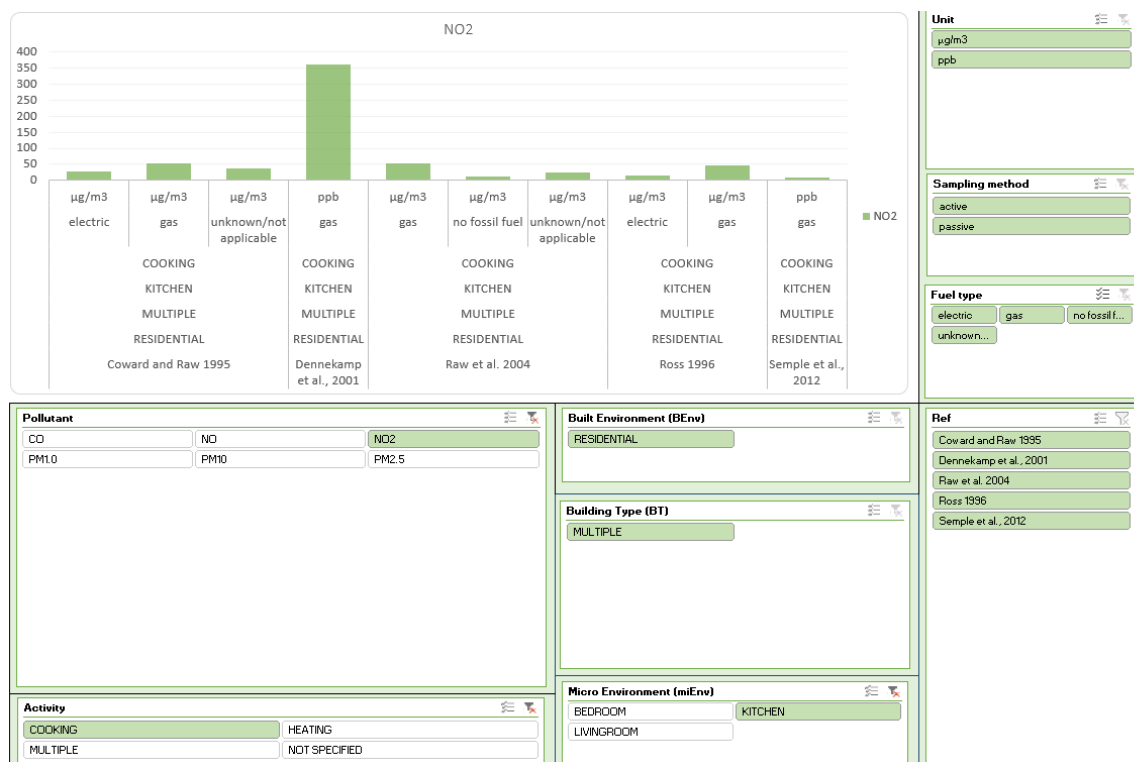 NO2
400
350
300
250
200
150
100
50
0
µg/m3 µg/m3 µg/m3 ppb µg/m3 µg/m3 µg/m3 µg/m3 µg/m3 ppb
electric gas unknown/not applicable gas gas no fossil fuel unknown/not applicable electric gas gas
COOKING COOKING COOKING COOKING COOKING
KITCHEN KITCHEN KITCHEN KITCHEN KITCHEN
MULTIPLE MULTIPLE MULTIPLE MULTIPLE MULTIPLE
RESIDENTIAL RESIDENTIAL RESIDENTIAL RESIDENTIAL RESIDENTIAL
Coward and Raw 1995 Dennekamp et al., 2001 Raw et al. 2004 Ross 1996 Semple et al., 2012
NO2
Unit
µg/m3
ppb
Sampling method
active
passive
Fuel type
electric gas no fossil f...
unknown...
Pollutant
CO NO NO2
PM1.0 PM10 PM2.5
Built Environment (BEnv)
RESIDENTIAL
Building Type (BT)
MULTIPLE
Ref
Coward and Raw 1995
Dennekamp et al., 2001
Raw et al. 2004
Ross 1996
Semple et al., 2012
Activity
COOKING HEATING
MULTIPLE NOT SPECIFIED
Micro Environment (miEnv)
BEDROOM KITCHEN
LIVINGROOM